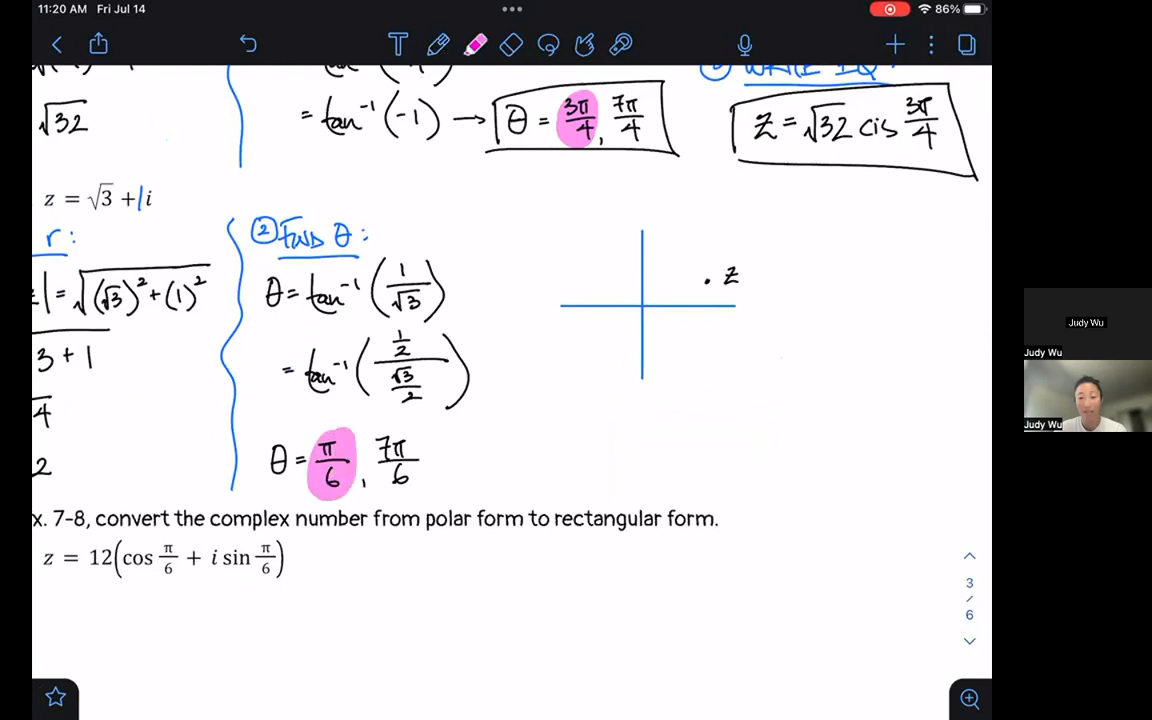 11:20 AM Fri Jul 14
86%
T
② WRITE EQ:
√32
= tan⁻¹(-1) → θ = 3π/4, 7π/4
z = √32 cis 3π/4
z = √3 + 1i
r:
② FIND θ:
| = √((√3)² + (1)²)
θ = tan⁻¹(1/√3)
z
3 + 1
= tan⁻¹((1/2)/(√3/2))
4
2
θ = π/6, 7π/6
x. 7-8, convert the complex number from polar form to rectangular form.
z = 12(cos π/6 + i sin π/6)
3
/
6
Judy Wu
Judy Wu
Judy Wu